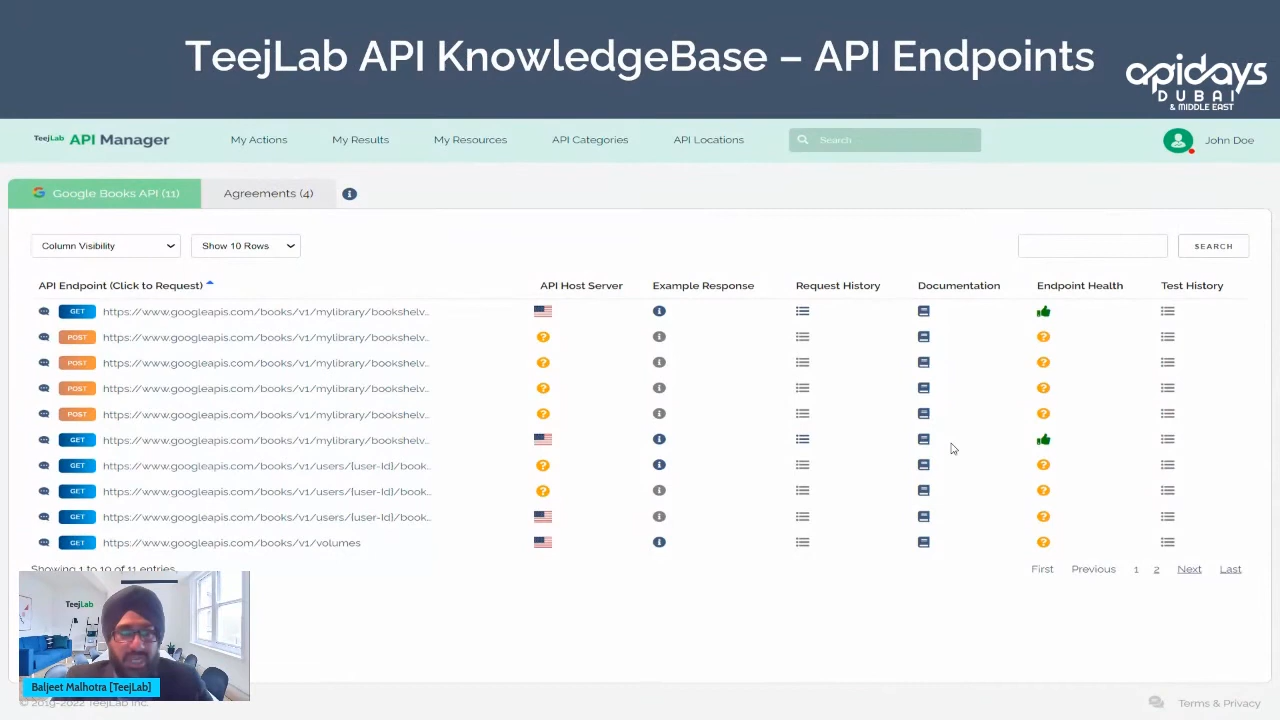 TeejLab API KnowledgeBase – API Endpoints
apidays
DUBAI
& MIDDLE EAST
TeejLab API Manager
My Actions
My Results
My Resources
API Categories
API Locations
Search
John Doe
Google Books API (11)
Agreements (4)
Column Visibility
Show 10 Rows
SEARCH
API Endpoint (Click to Request) API Host Server Example Response Request History Documentation Endpoint Health Test History
GET https://www.googleapis.com/books/v1/mylibrary/bookshelv...
POST https://www.googleapis.com/books/v1/mylibrary/bookshelv...
POST https://www.googleapis.com/books/v1/mylibrary/bookshelv...
POST https://www.googleapis.com/books/v1/mylibrary/bookshelv...
POST https://www.googleapis.com/books/v1/mylibrary/bookshelv...
GET https://www.googleapis.com/books/v1/mylibrary/bookshelv...
GET https://www.googleapis.com/books/v1/users/[user-Id]/book...
GET https://www.googleapis.com/books/v1/users/[user-Id]/book...
GET https://www.googleapis.com/books/v1/users/[user-Id]/book...
GET https://www.googleapis.com/books/v1/volumes
Showing 1 to 10 of 11 entries
First Previous 1 2 Next Last
TeejLab
Baljeet Malhotra [TeejLab]
© 2019-2022 TeejLab Inc.
Terms & Privacy